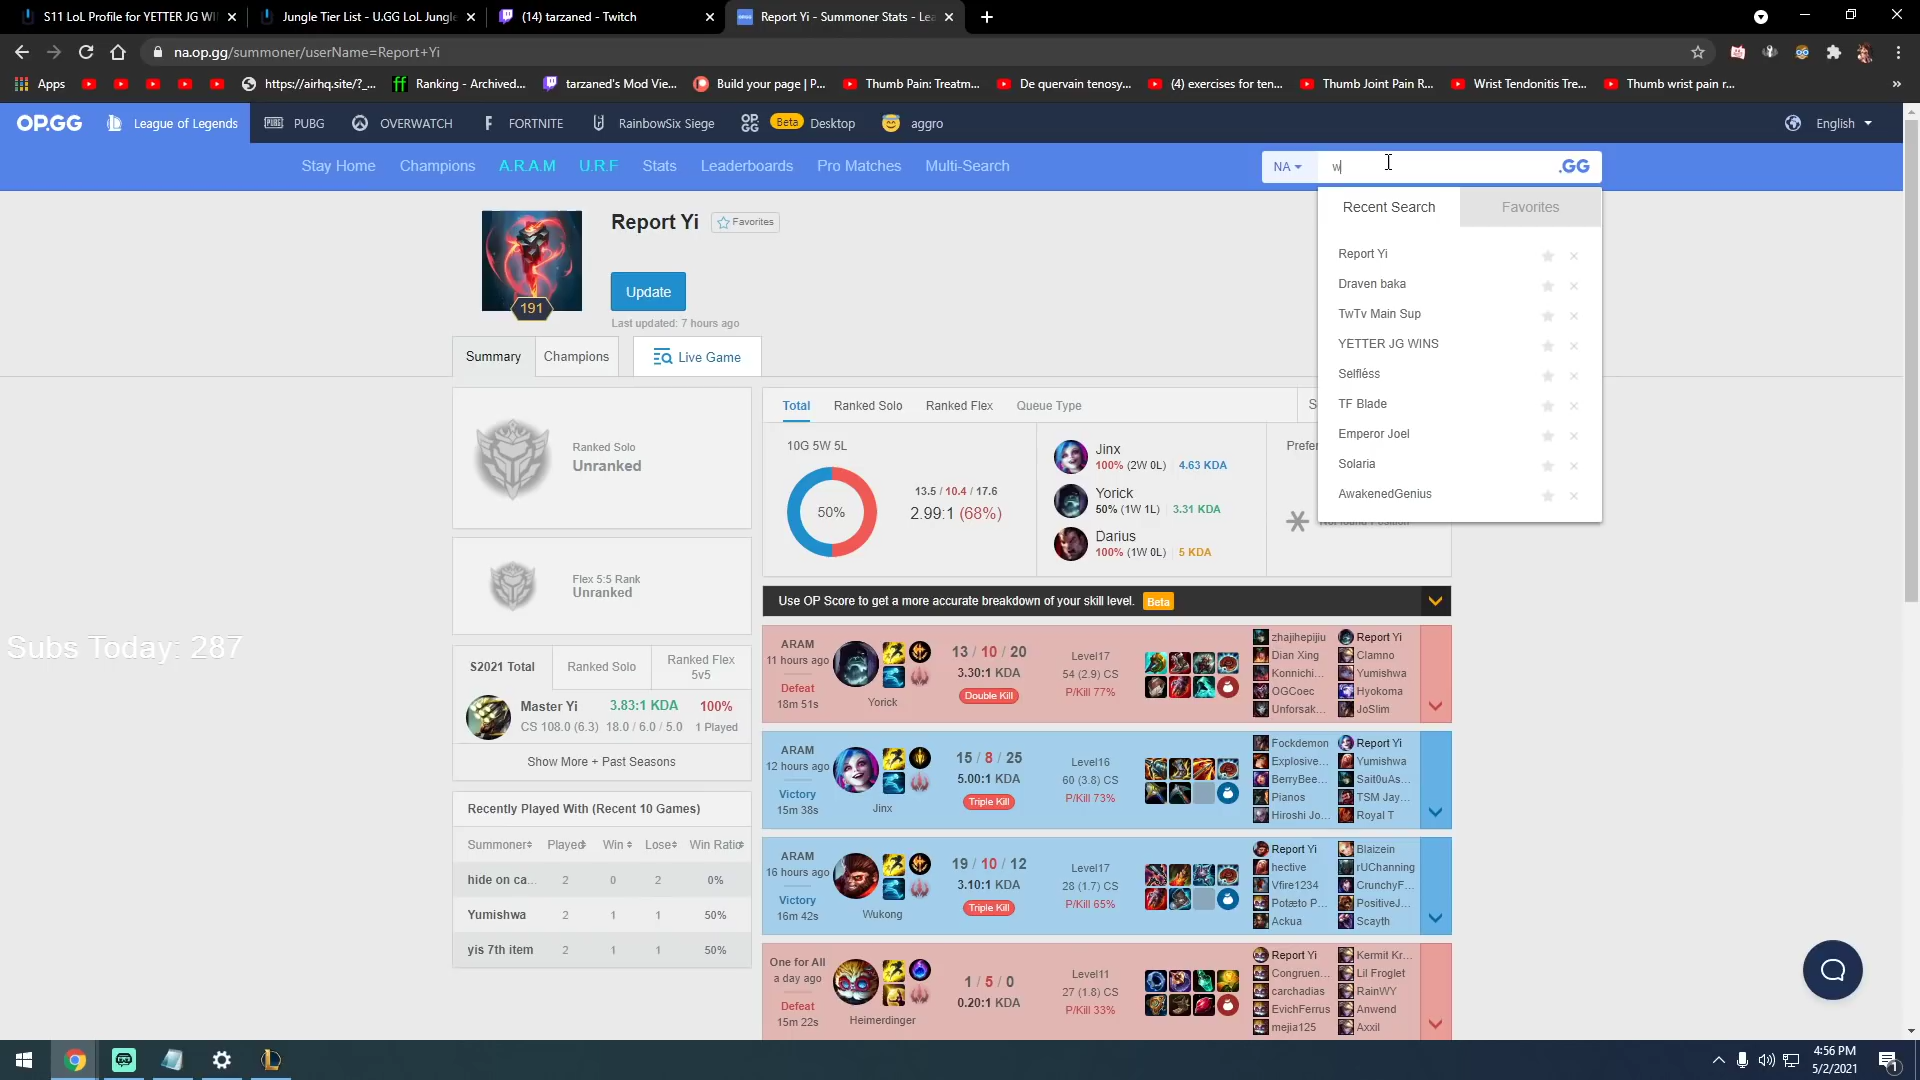 S11 LoL Profile for YETTER JG WI
Jungle Tier List - U.GG LoL Jungle
(14) tarzaned - Twitch
Report Yi - Summoner Stats - Lea
na.op.gg/summoner/userName=Report+Yi
Apps
https://airhq.site/?_...
Ranking - Archived...
tarzaned's Mod Vie...
Build your page | P...
Thumb Pain: Treatm...
De quervain tenosy...
(4) exercises for ten...
Thumb Joint Pain R...
Wrist Tendonitis Tre...
Thumb wrist pain r...
OP.GG
League of Legends
PUBG
OVERWATCH
FORTNITE
RainbowSix Siege
OP.GG
Beta
Desktop
aggro
English
Stay Home
Champions
A.R.A.M
U.R.F
Stats
Leaderboards
Pro Matches
Multi-Search
NA
w
.GG
Recent Search
Favorites
Report Yi
Draven baka
TwTv Main Sup
YETTER JG WINS
Selfléss
TF Blade
Emperor Joel
Solaria
AwakenedGenius
Report Yi
Favorites
191
Update
Last updated: 7 hours ago
Summary
Champions
Live Game
Ranked Solo
Unranked
Flex 5:5 Rank
Unranked
Subs Today: 287
S2021 Total
Ranked Solo
Ranked Flex 5v5
Master Yi
CS 108.0 (6.3)
3.83:1 KDA
18.0 / 6.0 / 5.0
100%
1 Played
Show More + Past Seasons
Recently Played With (Recent 10 Games)
Summoner Played Win Lose Win Ratio
hide on ca... 2 0 2 0%
Yumishwa 2 1 1 50%
yis 7th item 2 1 1 50%
Total
Ranked Solo
Ranked Flex
Queue Type
S
10G 5W 5L
50%
13.5 / 10.4 / 17.6
2.99:1 (68%)
Jinx
100% (2W 0L) 4.63 KDA
Yorick
50% (1W 1L) 3.31 KDA
Darius
100% (1W 0L) 5 KDA
Prefer
Use OP Score to get a more accurate breakdown of your skill level.
Beta
ARAM
11 hours ago
Defeat
18m 51s
Yorick
13 / 10 / 20
3.30:1 KDA
Double Kill
Level17
54 (2.9) CS
P/Kill 77%
zhajihepijiu
Dian Xing
Konnichi...
OGCoec
Unforsak...
Report Yi
Clamno
Yumishwa
Hyokoma
JoSlim
ARAM
12 hours ago
Victory
15m 38s
Jinx
15 / 8 / 25
5.00:1 KDA
Triple Kill
Level16
60 (3.8) CS
P/Kill 73%
Fockdemon
Explosive...
BerryBee...
Pianos
Hiroshi Jo...
Report Yi
Yumishwa
Sait0uAs...
TSM Jay...
Royal T
ARAM
16 hours ago
Victory
16m 42s
Wukong
19 / 10 / 12
3.10:1 KDA
Triple Kill
Level17
28 (1.7) CS
P/Kill 65%
Report Yi
hective
Vfire1234
Potæto P...
Ackua
Blaizein
rUChanning
CrunchyF...
PositiveJ...
Scayth
One for All
a day ago
Defeat
15m 22s
Heimerdinger
1 / 5 / 0
0.20:1 KDA
Level11
27 (1.8) CS
P/Kill 33%
Report Yi
Congruen...
carchadias
EvichFerrus
mejia125
Kermit Kr...
Lil Froglet
RainWY
Anwend
Axxil
4:56 PM
5/2/2021
1